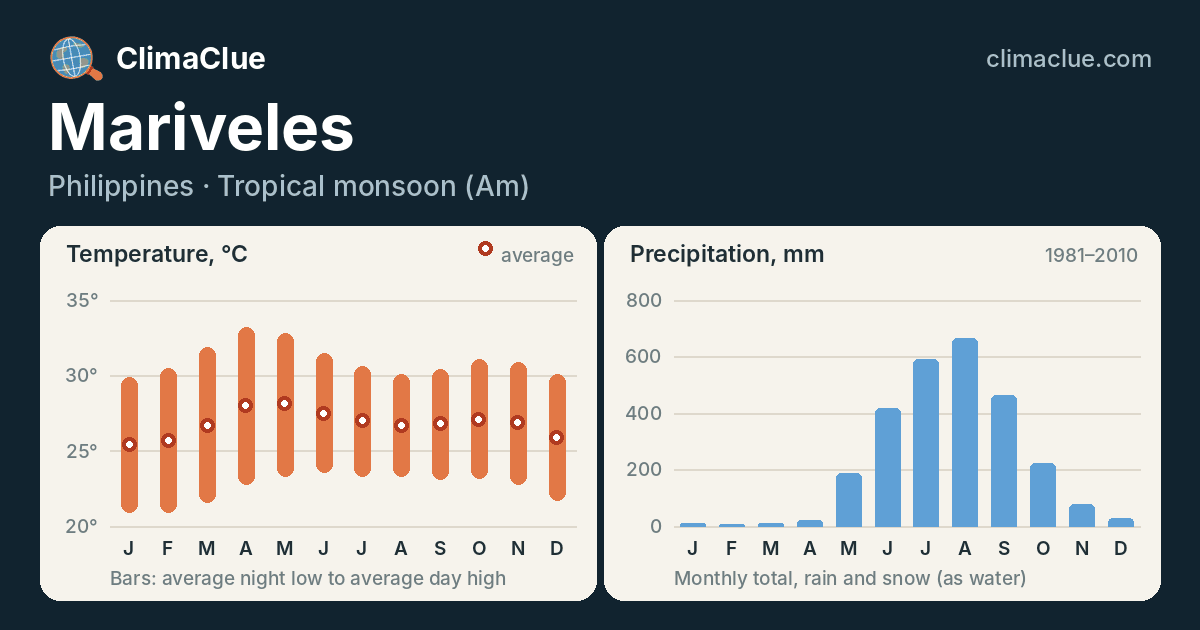 ClimaClue
climaclue.com
Mariveles
Philippines · Tropical monsoon (Am)
Temperature, °C
average
35°
30°
25°
20°
J F M A M J J A S O N D
Bars: average night low to average day high
Precipitation, mm
1981–2010
800
600
400
200
0
J F M A M J J A S O N D
Monthly total, rain and snow (as water)